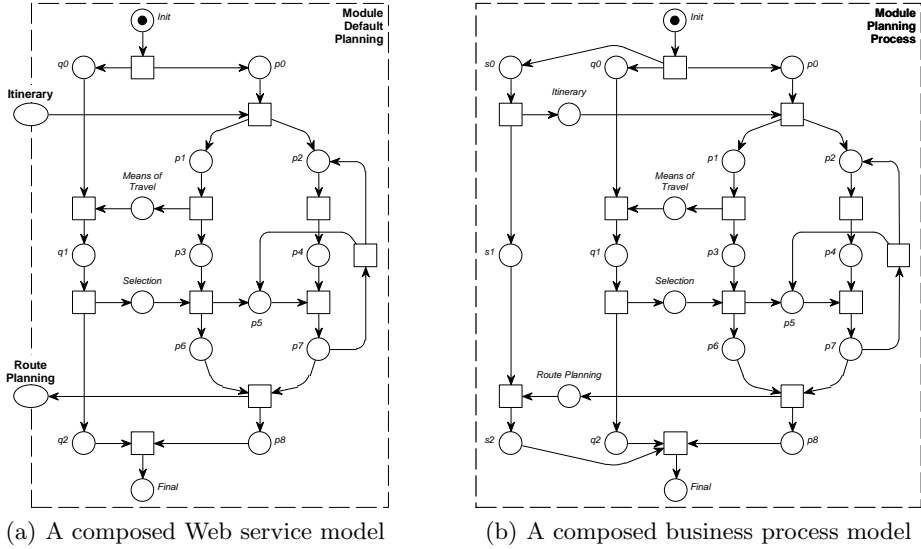 Init
Module
Default
Planning
q0
p0
Itinerary
p1
p2
Means of
Travel
q1
p3
p4
Selection
p5
p6
p7
Route
Planning
q2
p8
Final
(a) A composed Web service model
Init
Module
Planning
Process
s0
q0
p0
Itinerary
p1
p2
Means of
Travel
s1
q1
p3
p4
Selection
p5
p6
p7
Route Planning
s2
q2
p8
Final
(b) A composed business process model